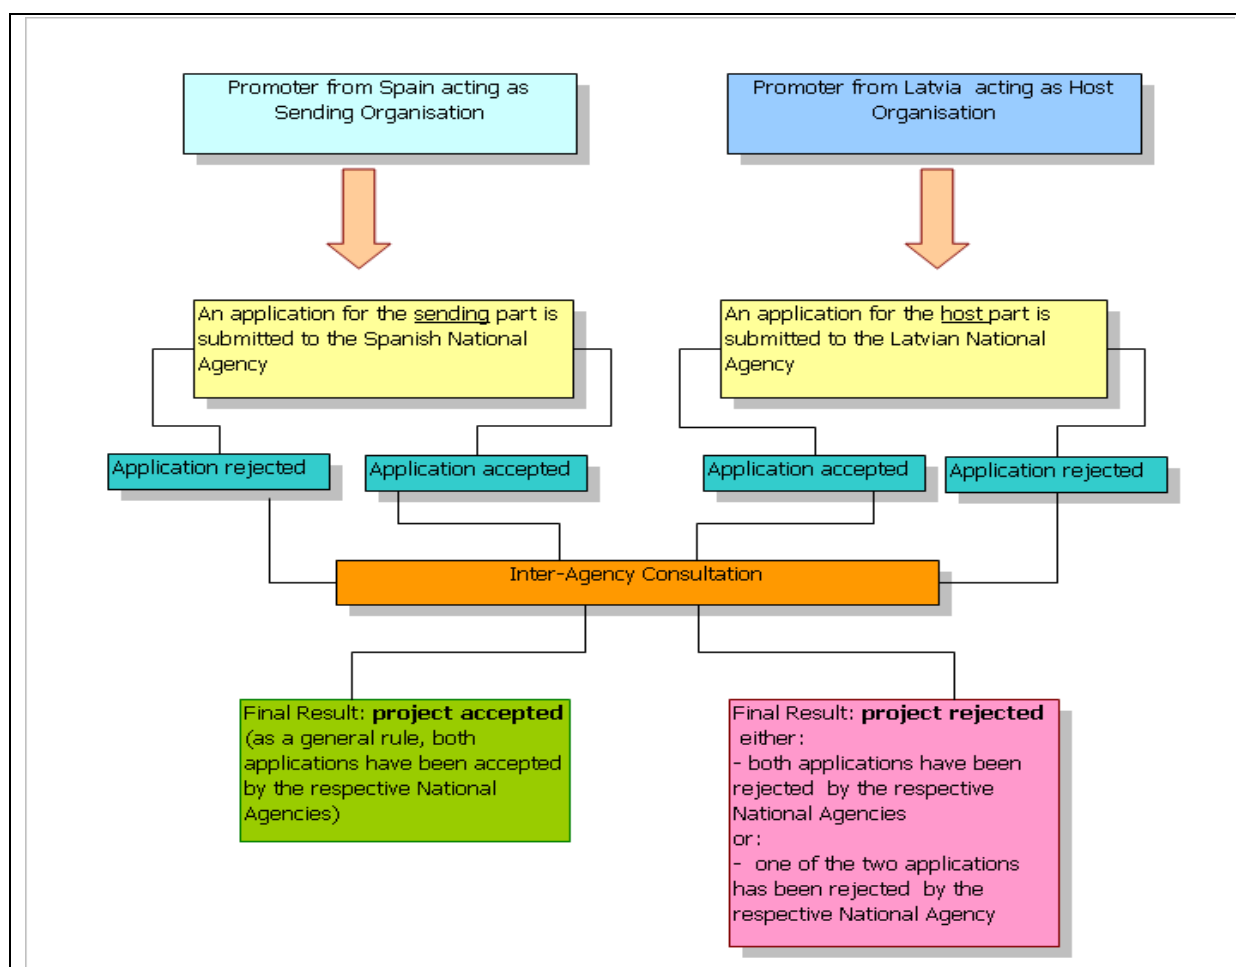 Promoter from Spain acting as
Sending Organisation
Promoter from Latvia acting as Host
Organisation
An application for the sending part is
submitted to the Spanish National
Agency
An application for the host part is
submitted to the Latvian National
Agency
Application rejected
Application accepted
Application accepted
Application rejected
Inter-Agency Consultation
Final Result: project accepted
(as a general rule, both
applications have been accepted
by the respective National
Agencies)
Final Result: project rejected
either:
- both applications have been
rejected by the respective
National Agencies
or:
- one of the two applications
has been rejected by the
respective National Agency